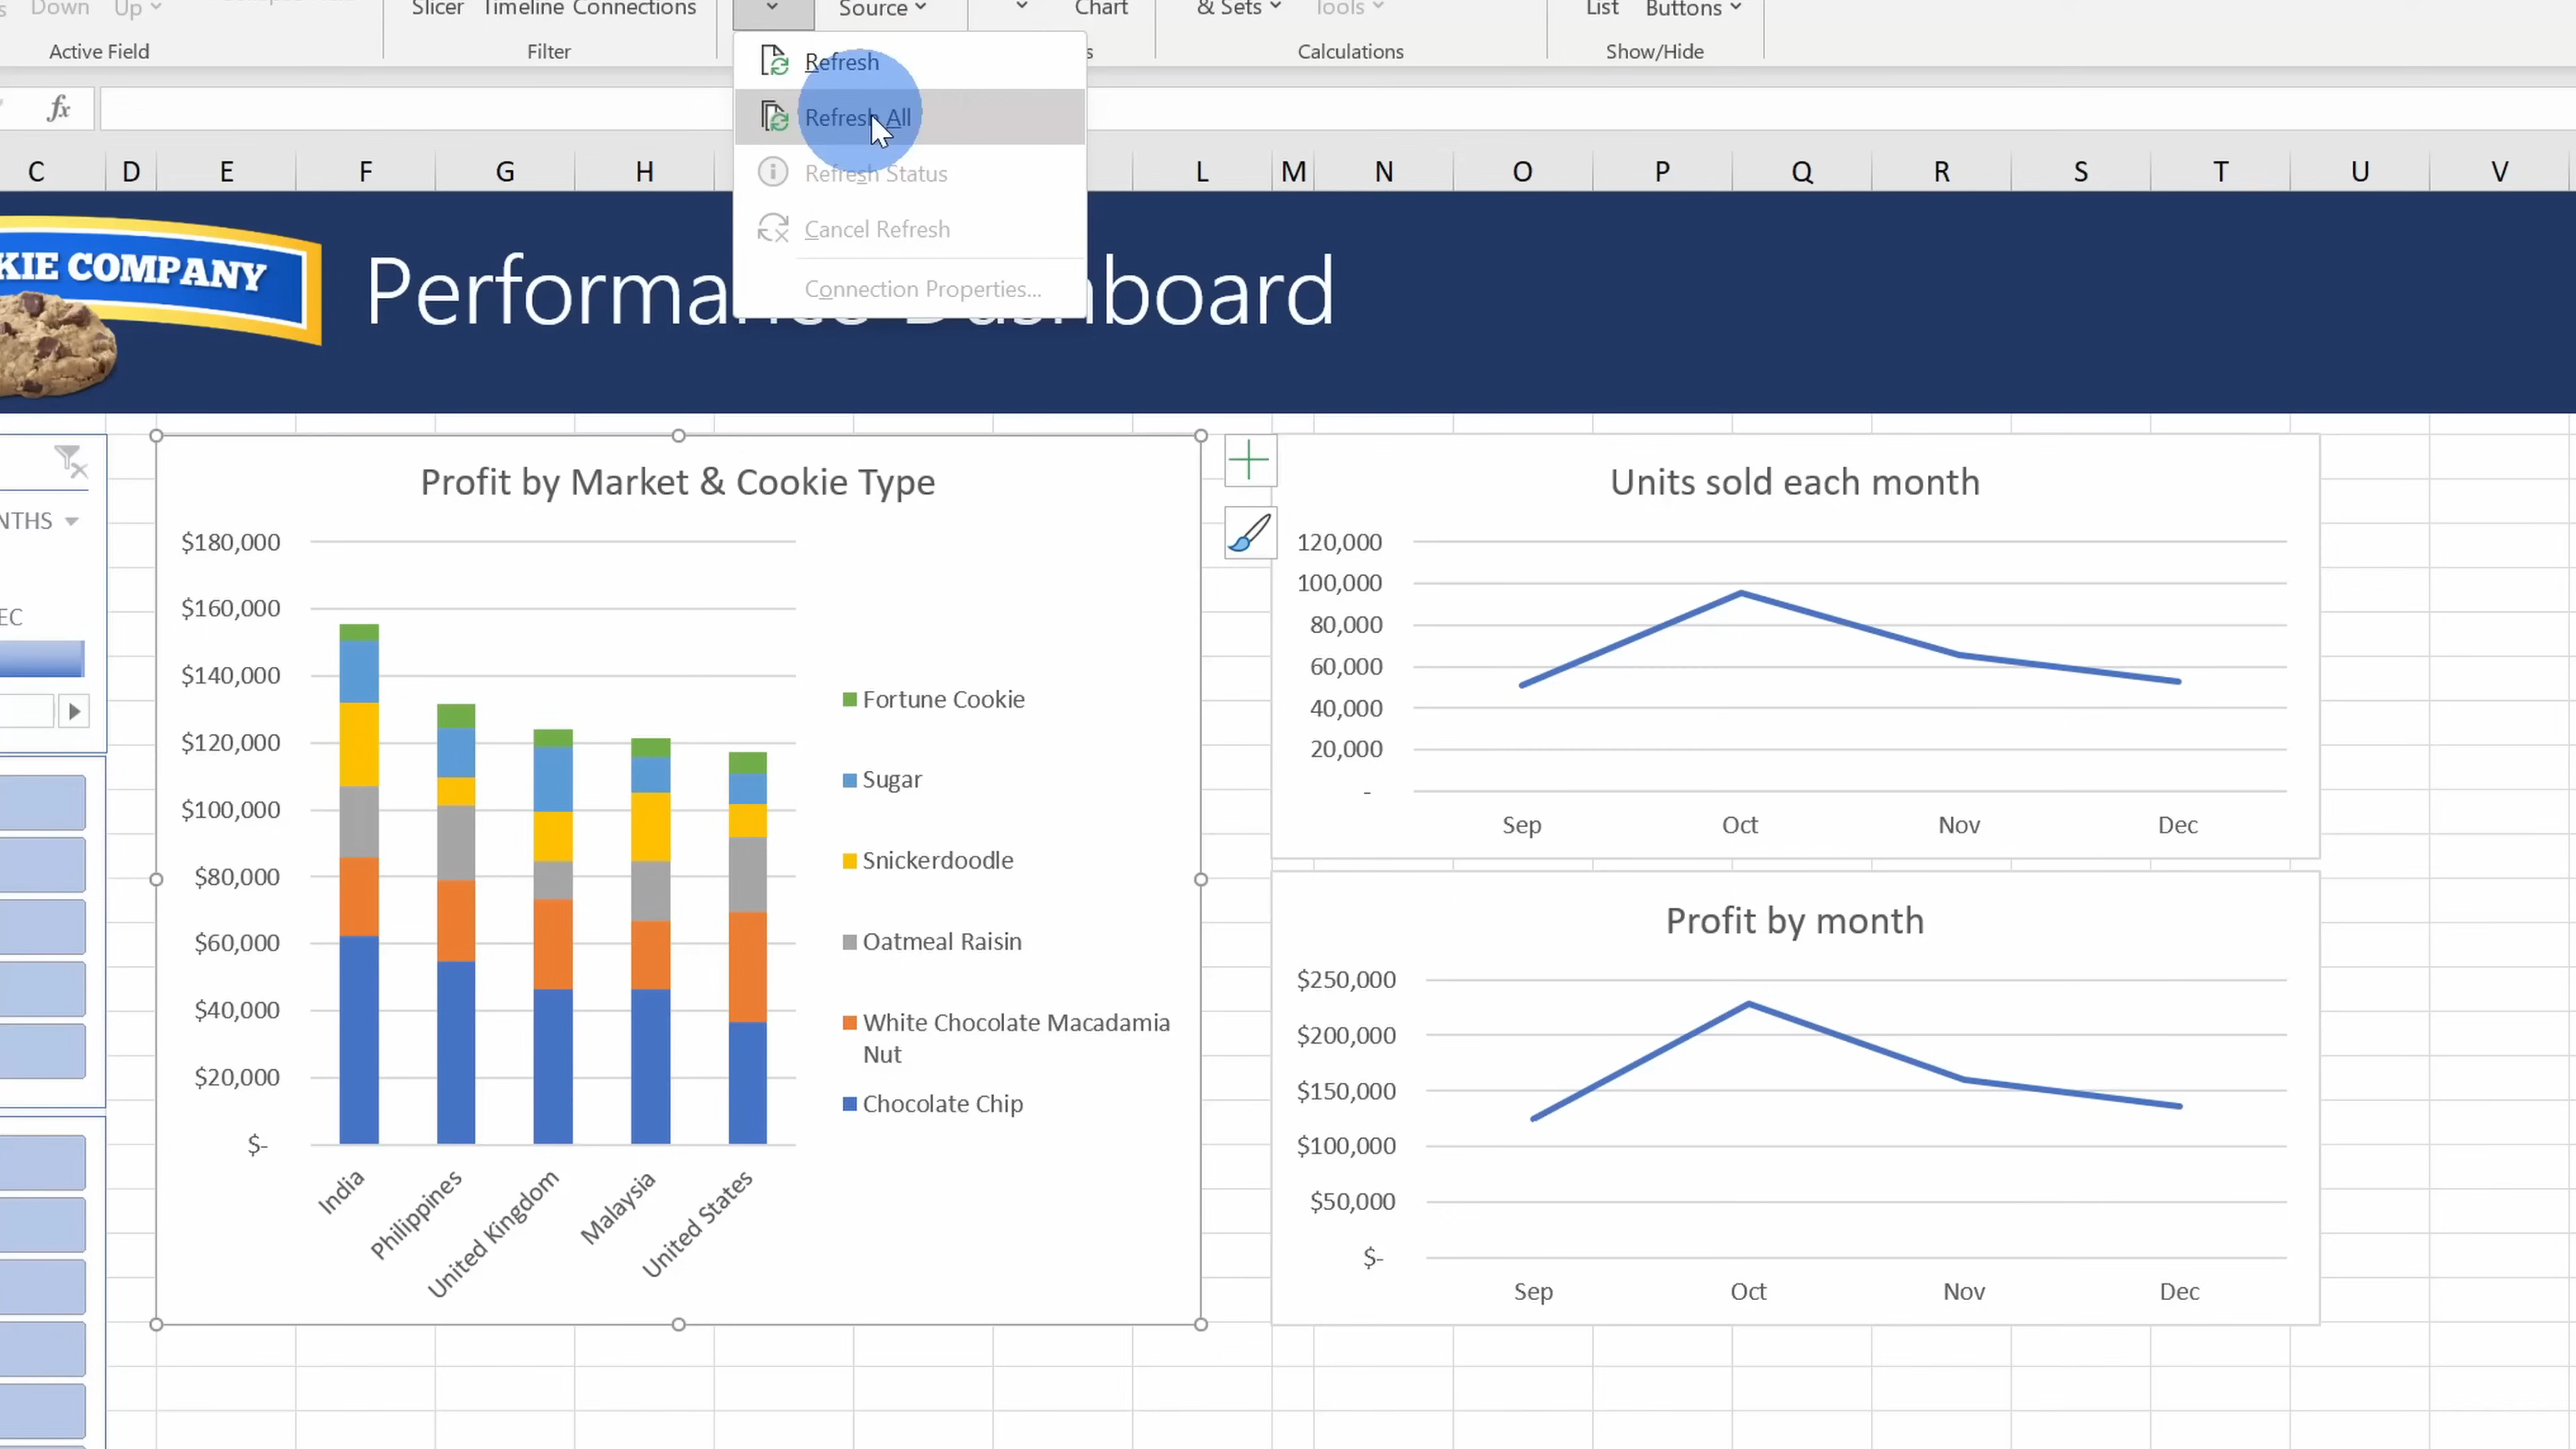 Down Up
Slicer Timeline Connections
Source
Chart
& Sets
Tools
List Buttons
Active Field
Filter
Calculations
Show/Hide
Refresh
Refresh All
Refresh Status
Cancel Refresh
Connection Properties...
fx
C D E F G H L M N O P Q R S T U V
KIE COMPANY
Performance Dashboard
NTHS
EC
Profit by Market & Cookie Type
$180,000
$160,000
$140,000
$120,000
$100,000
$80,000
$60,000
$40,000
$20,000
$-
India
Philippines
United Kingdom
Malaysia
United States
Fortune Cookie
Sugar
Snickerdoodle
Oatmeal Raisin
White Chocolate Macadamia
Nut
Chocolate Chip
Units sold each month
120,000
100,000
80,000
60,000
40,000
20,000
-
Sep Oct Nov Dec
Profit by month
$250,000
$200,000
$150,000
$100,000
$50,000
$-
Sep Oct Nov Dec